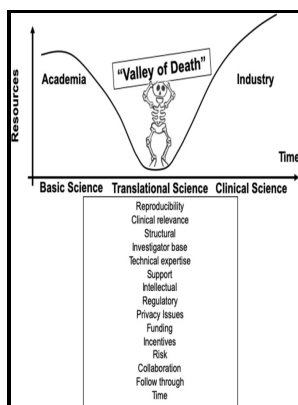 "Valley of Death"
Academia
Industry
Resources
Time
Basic Science Translational Science Clinical Science
Reproducibility
Clinical relevance
Structural
Investigator base
Technical expertise
Support
Intellectual
Regulatory
Privacy Issues
Funding
Incentives
Risk
Collaboration
Follow through
Time